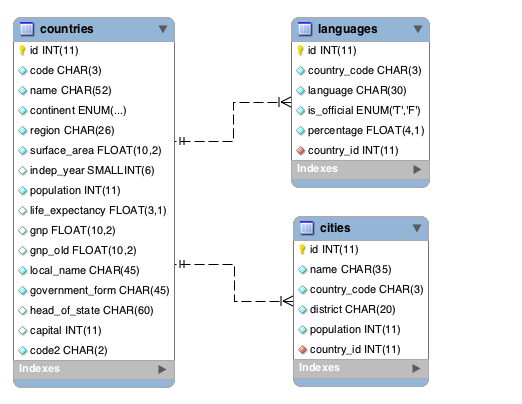 countries
id INT(11)
code CHAR(3)
name CHAR(52)
continent ENUM(...)
region CHAR(26)
surface_area FLOAT(10,2)
indep_year SMALLINT(6)
population INT(11)
life_expectancy FLOAT(3,1)
gnp FLOAT(10,2)
gnp_old FLOAT(10,2)
local_name CHAR(45)
government_form CHAR(45)
head_of_state CHAR(60)
capital INT(11)
code2 CHAR(2)
Indexes
languages
id INT(11)
country_code CHAR(3)
language CHAR(30)
is_official ENUM('T','F')
percentage FLOAT(4,1)
country_id INT(11)
Indexes
cities
id INT(11)
name CHAR(35)
country_code CHAR(3)
district CHAR(20)
population INT(11)
country_id INT(11)
Indexes